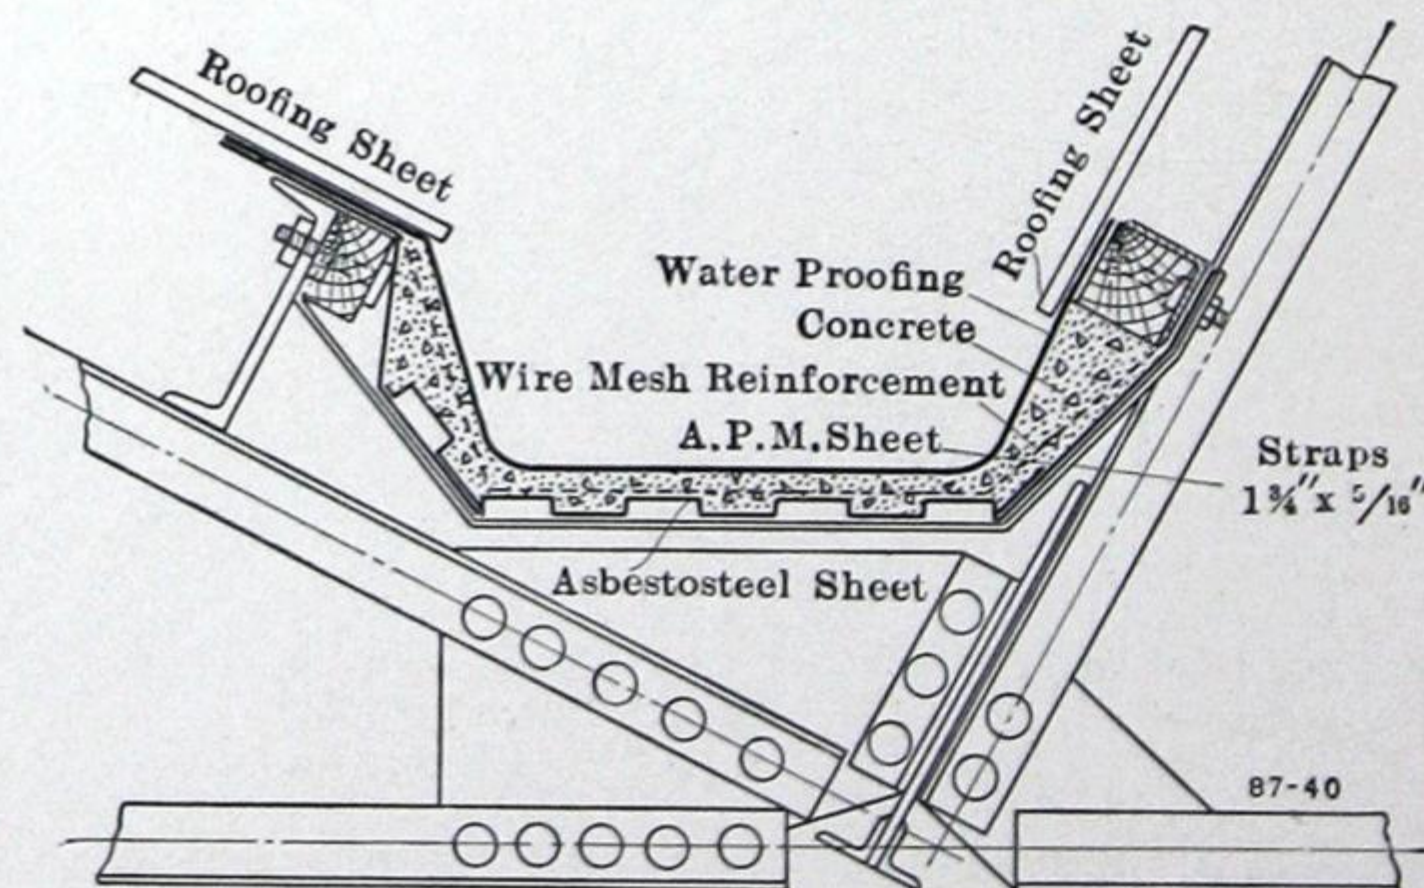 Roofing Sheet
Roofing Sheet
Water Proofing
Concrete
Wire Mesh Reinforcement
A.P.M.Sheet
Straps
1¾"x 5/16"
Asbestosteel Sheet
87-40